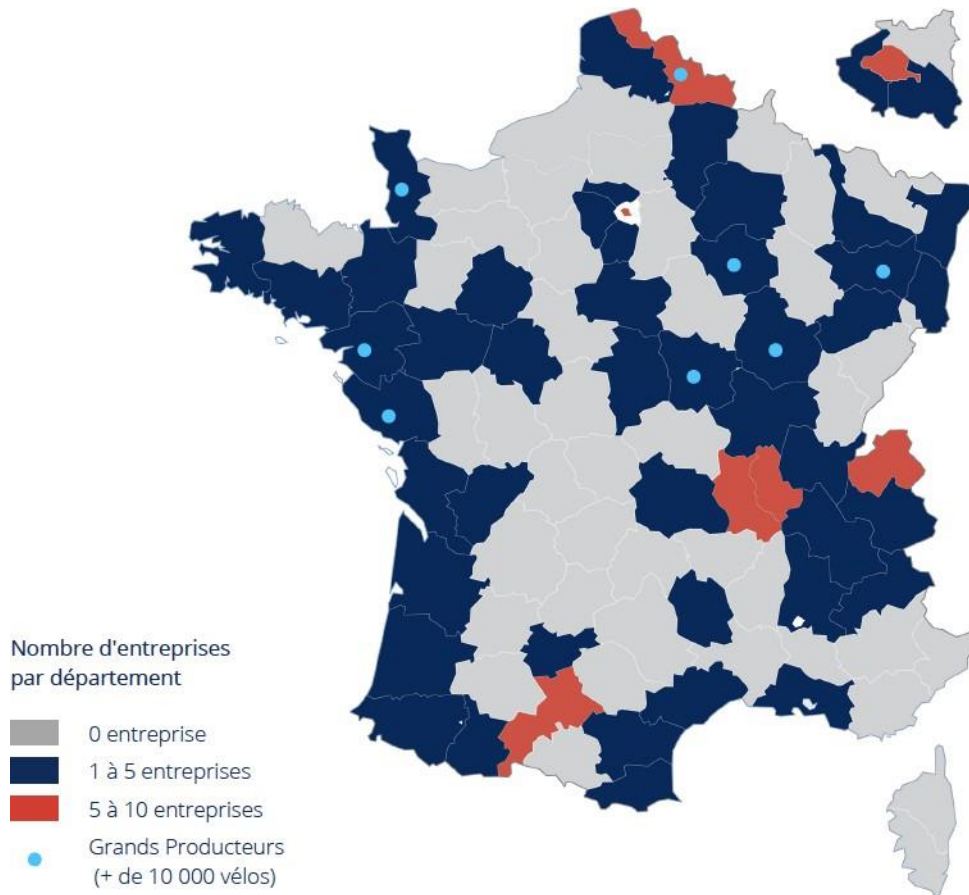 Nombre d'entreprises
par département
0 entreprise
1 à 5 entreprises
5 à 10 entreprises
Grands Producteurs
(+ de 10 000 vélos)